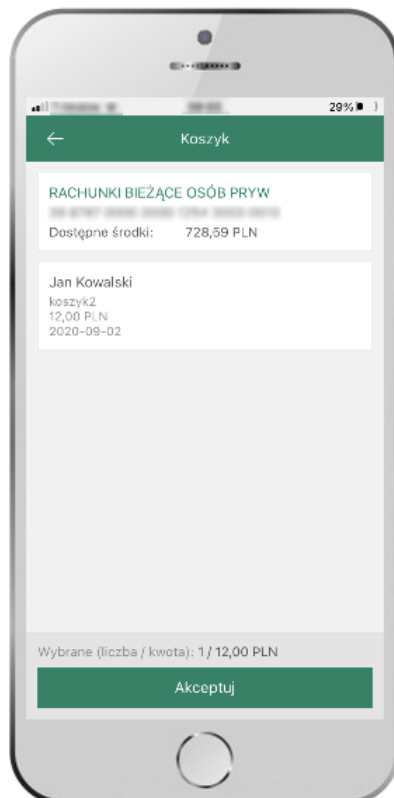 29%
Koszyk
RACHUNKI BIEŻĄCE OSÓB PRYW
Dostępne środki: 728,59 PLN
Jan Kowalski
koszyk2
12,00 PLN
2020-09-02
Wybrane (liczba / kwota): 1 / 12,00 PLN
Akceptuj